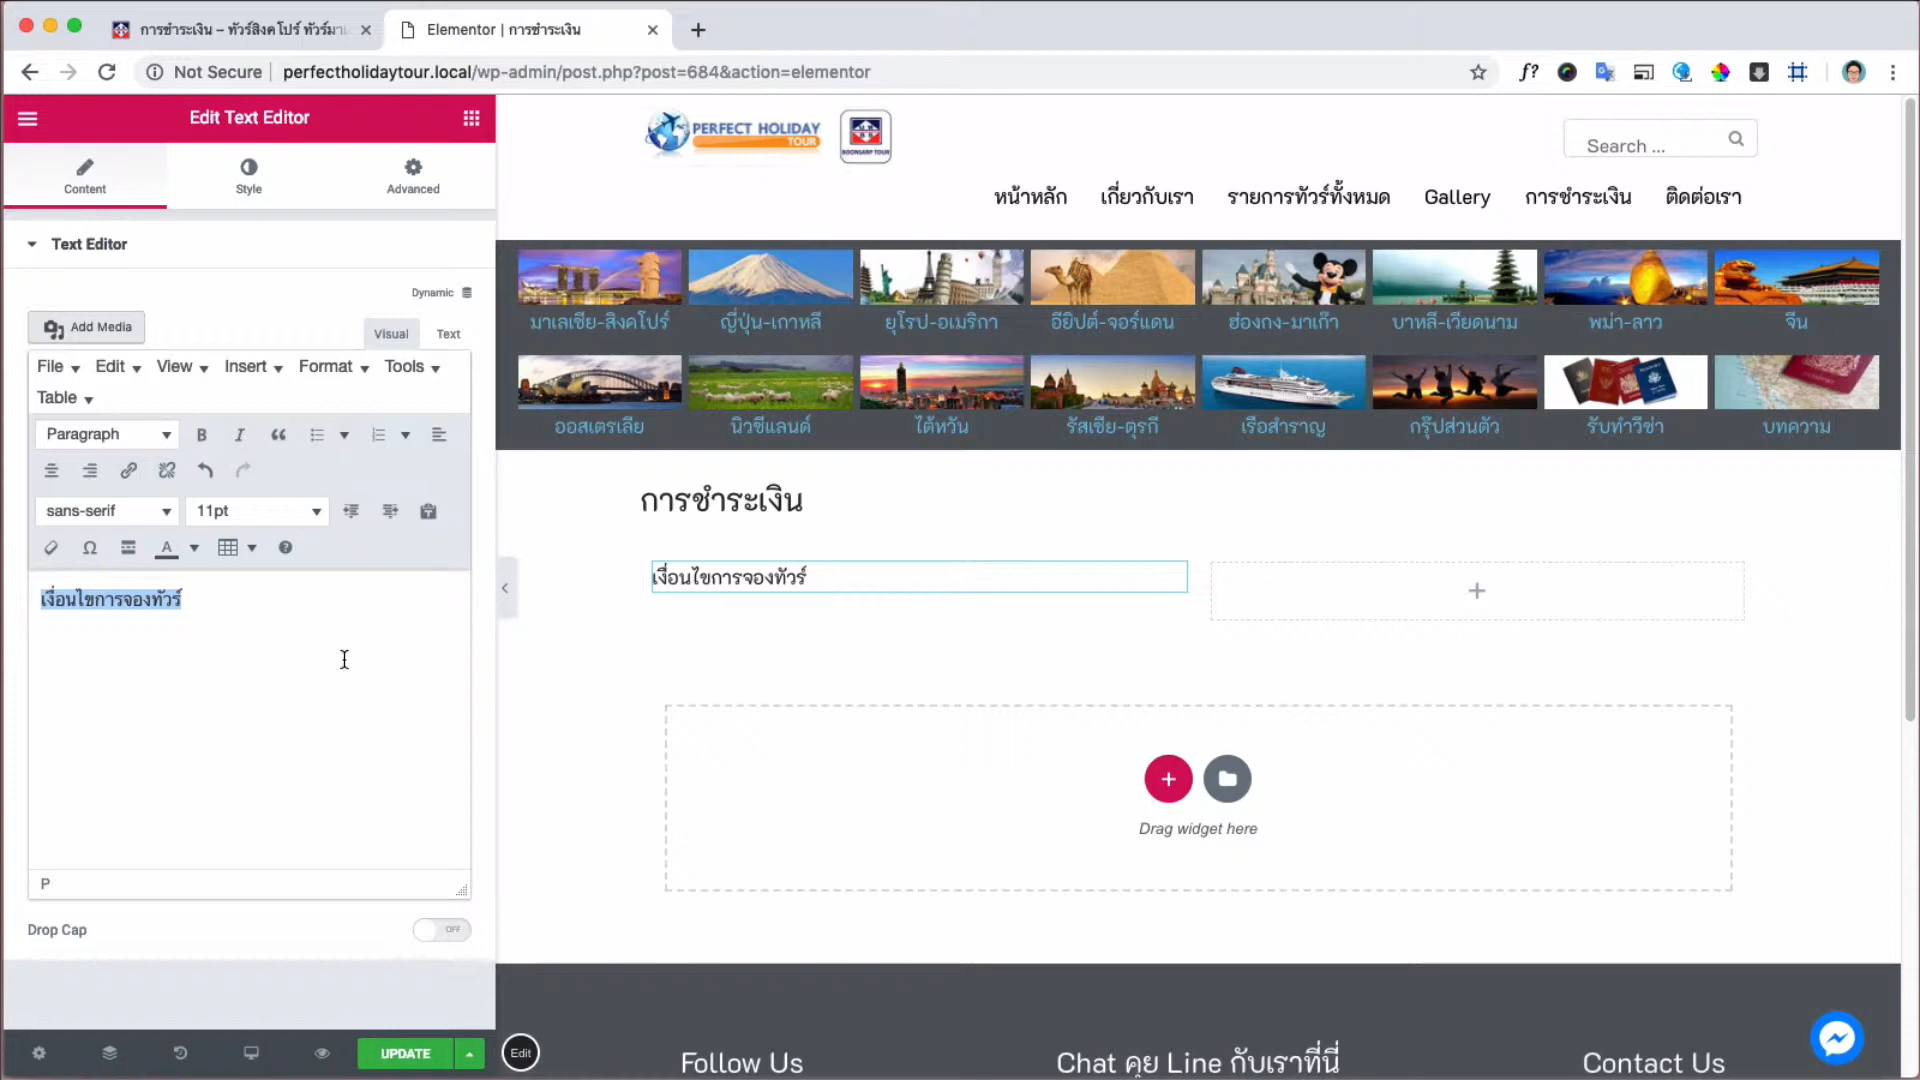 การชำระเงิน – ทัวร์สิงคโปร์ ทัวร์มาเ
Elementor | การชำระเงิน
Not Secure
perfectholidaytour.local/wp-admin/post.php?post=684&action=elementor
f?
Edit Text Editor
Content
Style
Advanced
Text Editor
Dynamic
Add Media
Visual
Text
File
Edit
View
Insert
Format
Tools
Table
Paragraph
B
I
sans-serif
11pt
Ω
A
เงื่อนไขการจองทัวร์
P
Drop Cap
OFF
UPDATE
Edit
PERFECT HOLIDAY
TOUR
BOONSARP TOUR
Search ...
หน้าหลัก
เกี่ยวกับเรา
รายการทัวร์ทั้งหมด
Gallery
การชำระเงิน
ติดต่อเรา
มาเลเซีย-สิงคโปร์
ญี่ปุ่น-เกาหลี
ยุโรป-อเมริกา
อียิปต์-จอร์แดน
ฮ่องกง-มาเก๊า
บาหลี-เวียดนาม
พม่า-ลาว
จีน
ออสเตรเลีย
นิวซีแลนด์
ไต้หวัน
รัสเซีย-ตุรกี
เรือสำราญ
กรุ๊ปส่วนตัว
รับทำวีซ่า
บทความ
การชำระเงิน
เงื่อนไขการจองทัวร์
Drag widget here
Follow Us
Chat คุย Line กับเราที่นี่
Contact Us